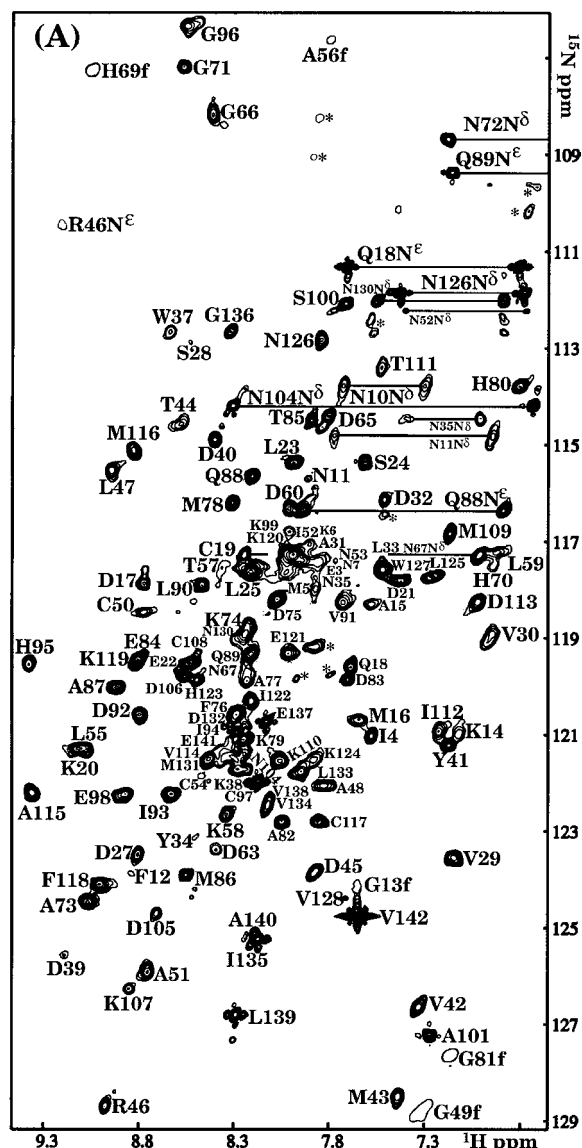 (A)
G96
A56f
15N ppm
H69f
G71
G66
*
N72Nδ
109
*
Q89Nε
*
R46Nε
*
111
Q18Nε
N130Nδ
N126Nδ
S100
N52Nδ
W37
G136
*
S28
N126
113
T111
H80
T44
N104Nδ
N10Nδ
T85
D65
N35Nδ
M116
D40
L23
N11Nδ
115
L47
Q88
N11
S24
M78
D60
D32
Q88Nε
*
K99
K120
I52
K6
A31
M109
117
C19
N53
L33
N67Nδ
T57
N7
E3
W127
L125
L59
D17
L90
L25
M50
N35
D21
H70
C50
D75
V91
A15
D113
K74
N130
V30
119
H95
E84
C108
E121
*
K119
E22
Q89
N67
Q18
A87
D106
H123
A77
*
*
D83
I122
D92
F76
E137
D132
M16
I112
I94
I4
K14
121
L55
E141
K79
K110
Y41
K20
V114
K124
M131
L133
C54
K38
V138
A48
A115
E98
I93
C97
V134
K58
A82
C117
123
Y34
D27
D63
D45
V29
F12
M86
F118
G13f
A73
V128
V142
D105
125
A140
D39
I135
A51
K107
V42
L139
127
A101
G81f
M43
R46
G49f
129
9.3
8.8
8.3
7.8
7.3
1H ppm